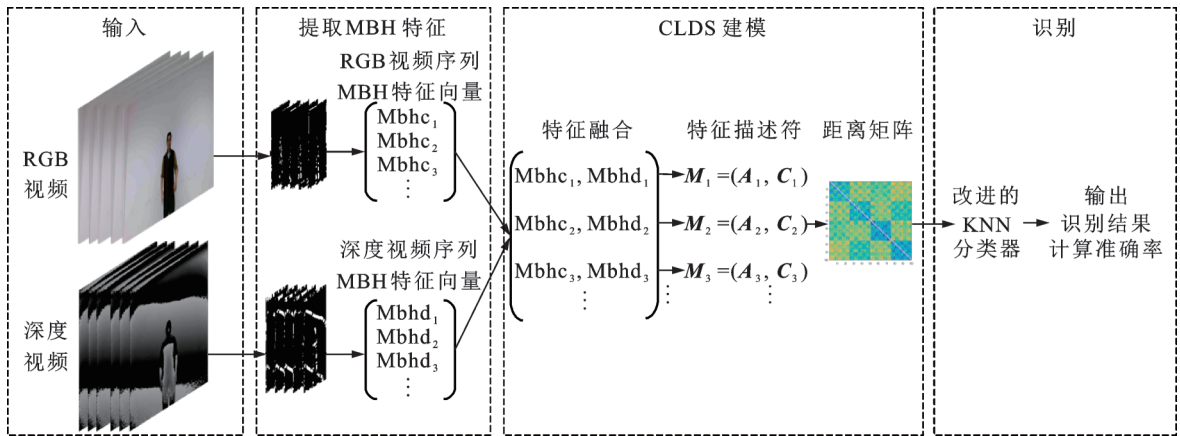 输入
RGB
视频
深度
视频
提取MBH 特征
RGB视频序列
MBH特征向量
Mbhc₁
Mbhc₂
Mbhc₃
⋮
深度视频序列
MBH特征向量
Mbhd₁
Mbhd₂
Mbhd₃
⋮
CLDS 建模
特征融合
Mbhc₁, Mbhd₁
Mbhc₂, Mbhd₂
Mbhc₃, Mbhd₃
⋮
特征描述符
M₁=(A₁, C₁)
M₂=(A₂, C₂)
M₃=(A₃, C₃)
⋮ ⋮
距离矩阵
识别
改进的
KNN
分类器
输出
识别结果
计算准确率